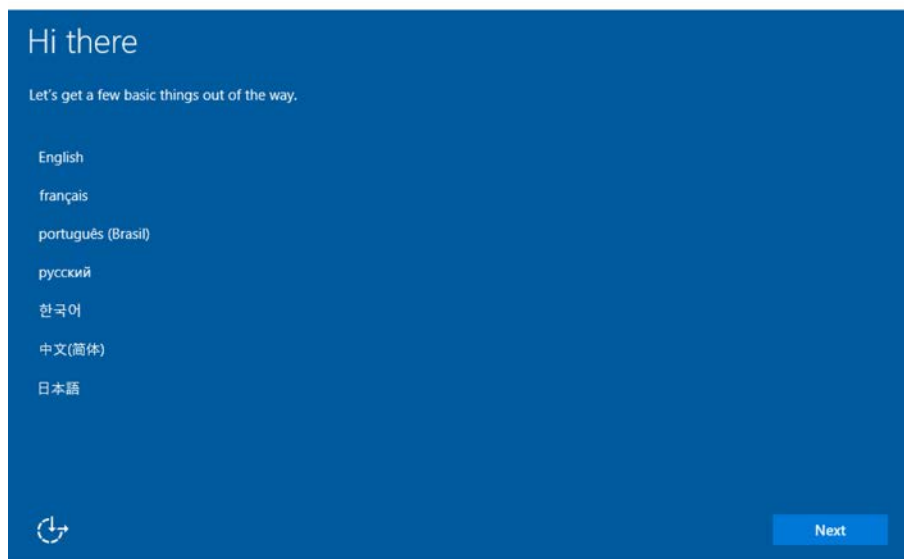 Hi there
Let's get a few basic things out of the way.
English
français
português (Brasil)
русский
한국어
中文(简体)
日本語
Next